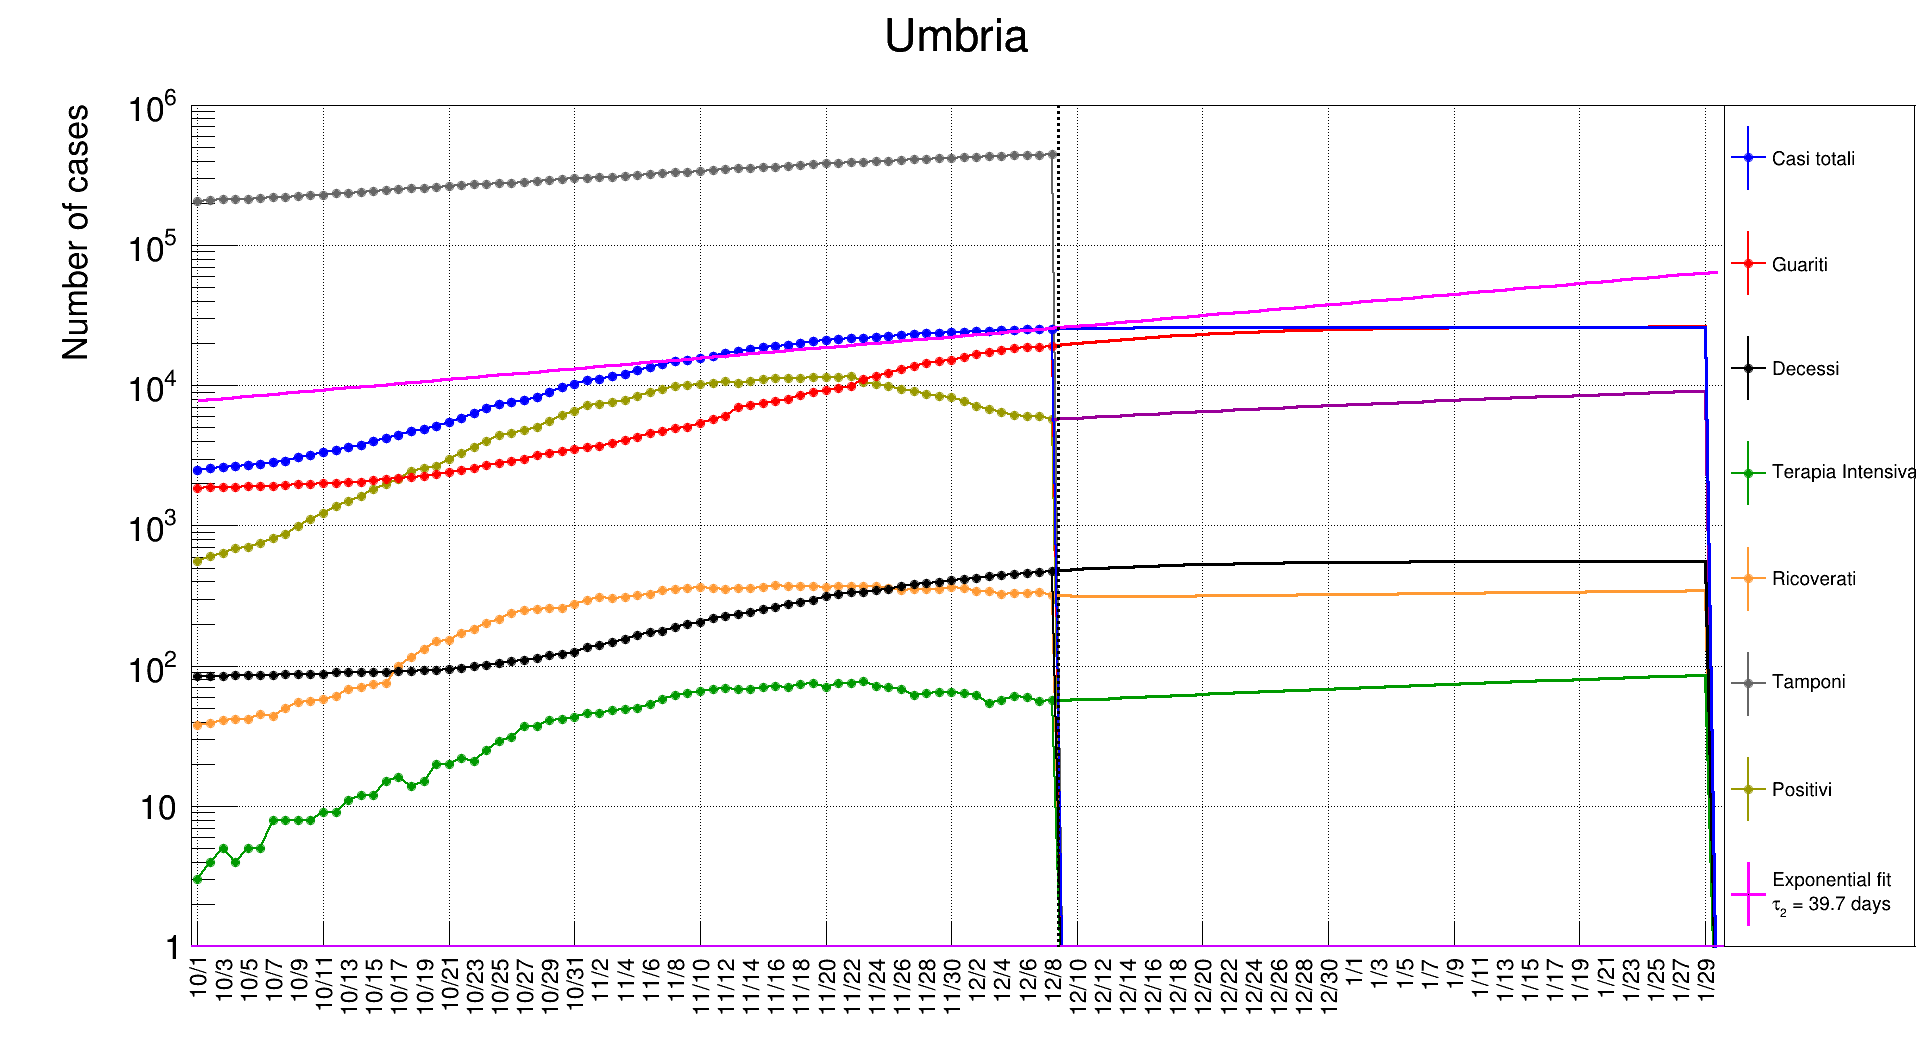 Umbria
Number of cases
10^6
10^5
10^4
10^3
10^2
10
1
10/1 10/3 10/5 10/7 10/9 10/11 10/13 10/15 10/17 10/19 10/21 10/23 10/25 10/27 10/29 10/31 11/2 11/4 11/6 11/8 11/10 11/12 11/14 11/16 11/18 11/20 11/22 11/24 11/26 11/28 11/30 12/2 12/4 12/6 12/8 12/10 12/12 12/14 12/16 12/18 12/20 12/22 12/24 12/26 12/28 12/30 1/1 1/3 1/5 1/7 1/9 1/11 1/13 1/15 1/17 1/19 1/21 1/23 1/25 1/27 1/29
Casi totali
Guariti
Decessi
Terapia Intensiva
Ricoverati
Tamponi
Positivi
Exponential fit
τ₂ = 39.7 days